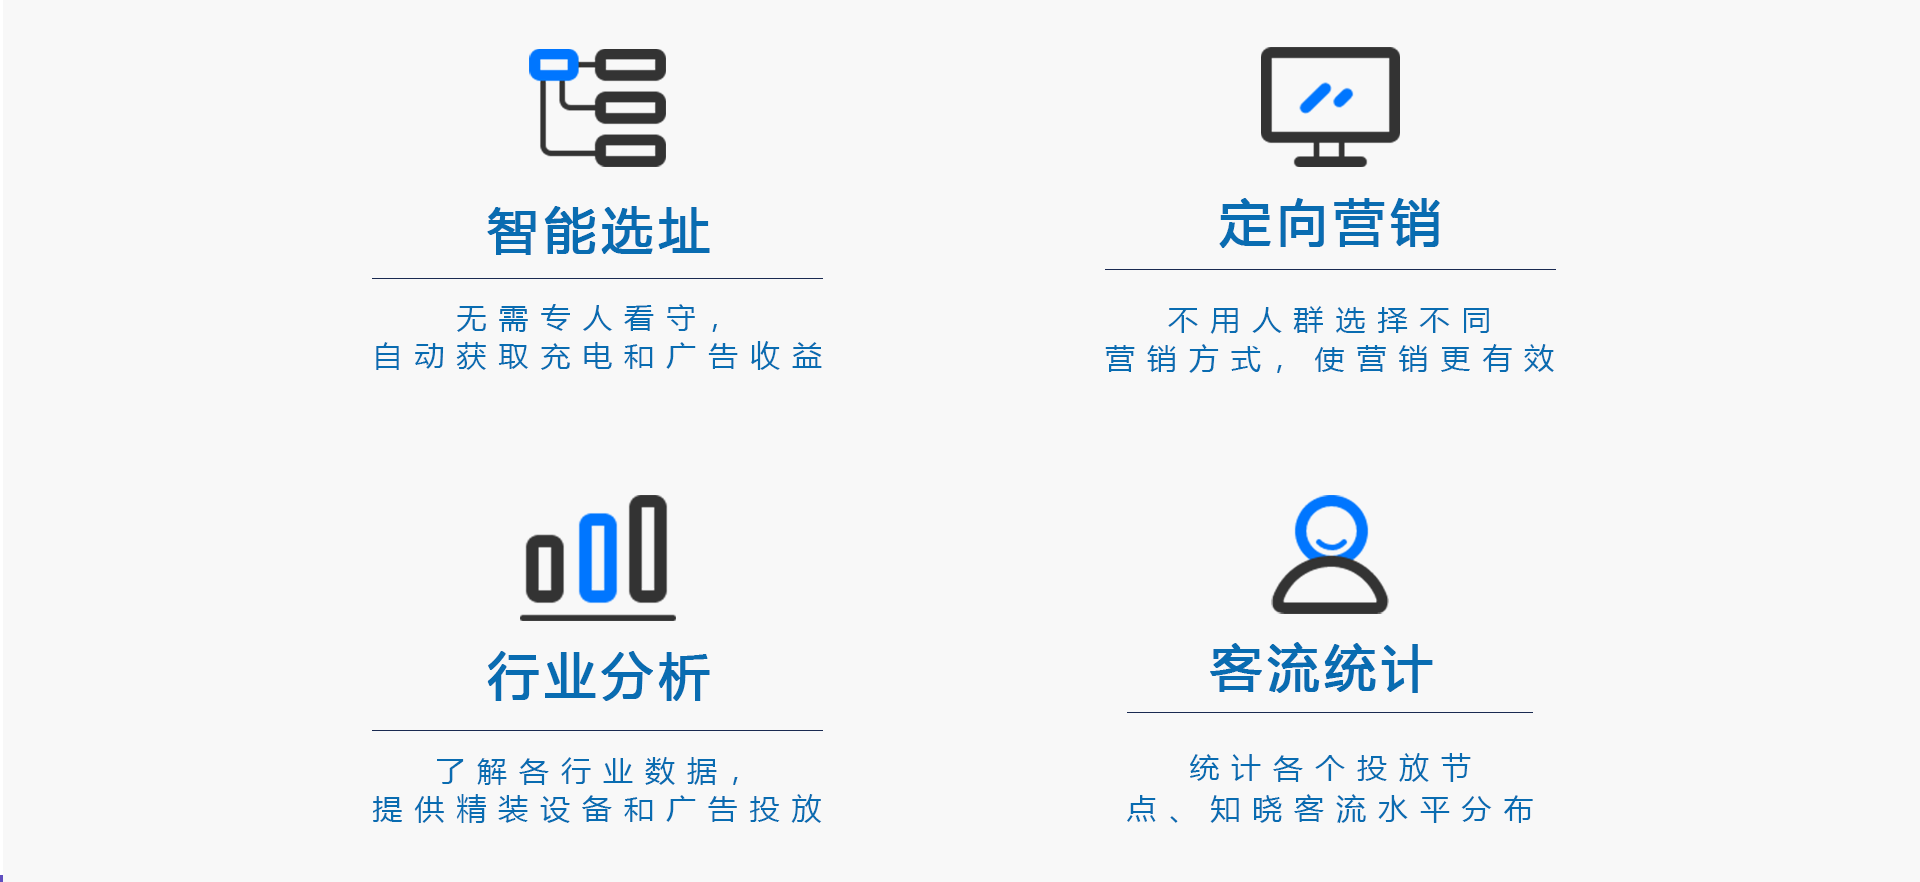 智能选址
无需专人看守，
自动获取充电和广告收益
定向营销
不用人群选择不同
营销方式，使营销更有效
行业分析
了解各行业数据，
提供精装设备和广告投放
客流统计
统计各个投放节
点、知晓客流水平分布